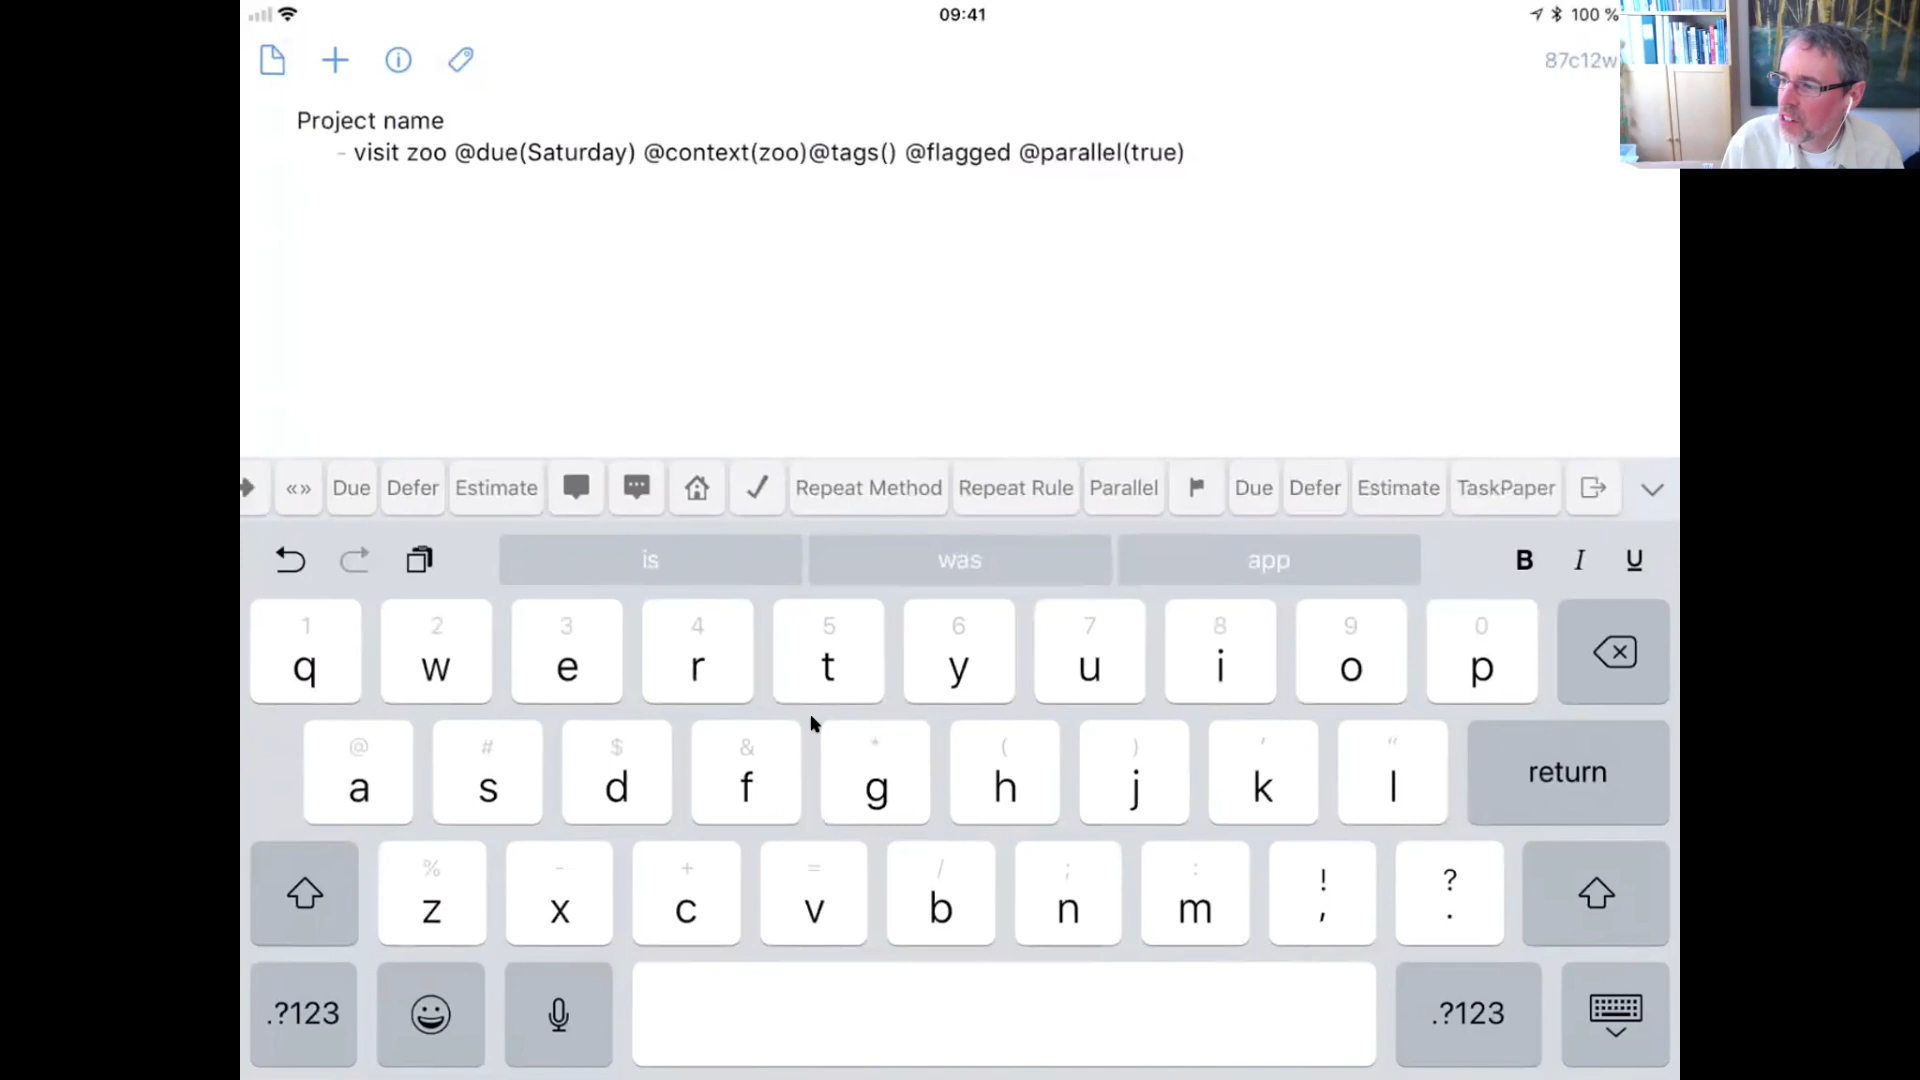 09:41
100 %
87c12w
Project name
- visit zoo @due(Saturday) @context(zoo)@tags() @flagged @parallel(true)
«» Due Defer Estimate Repeat Method Repeat Rule Parallel Due Defer Estimate TaskPaper
is was app B I U
1 2 3 4 5 6 7 8 9 0
q w e r t y u i o p
@ # $ & * ( ) ' "
a s d f g h j k l return
% - + = / ; : ! ?
z x c v b n m , .
.?123 .?123